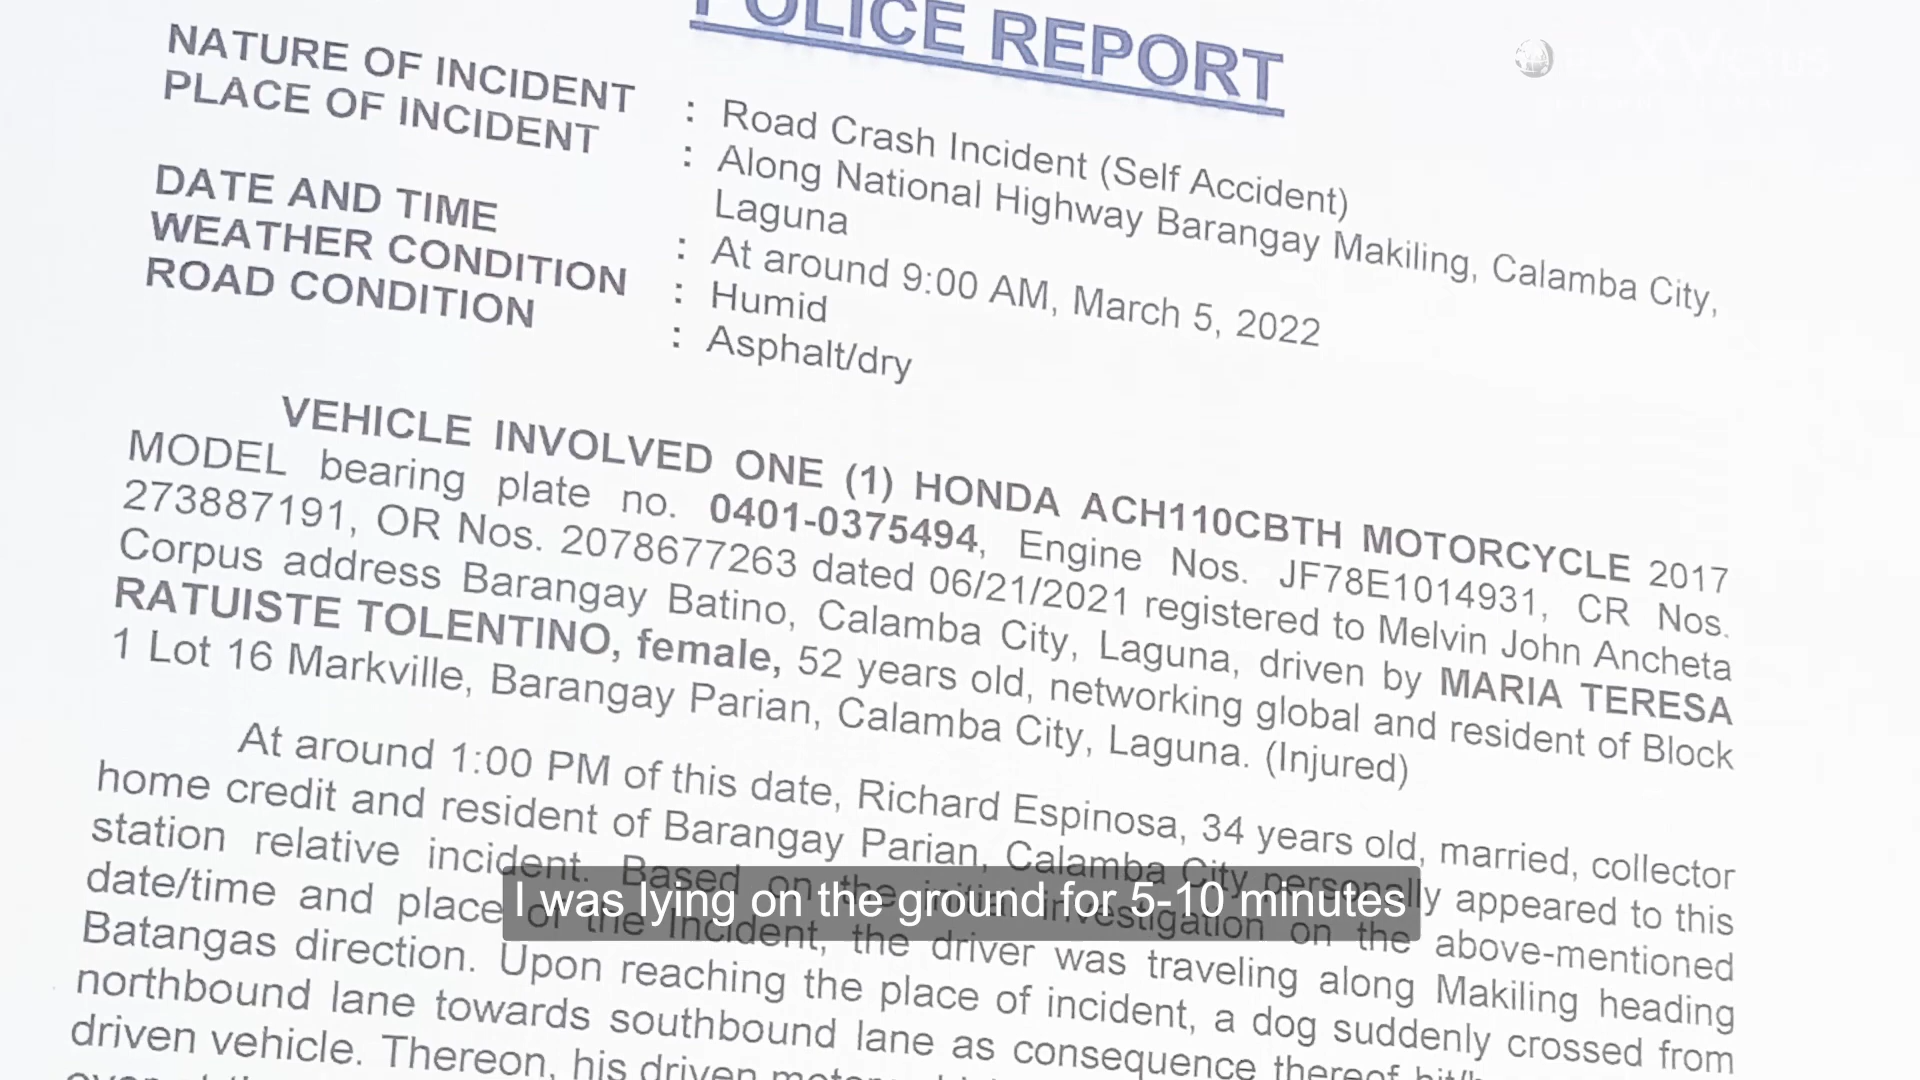 POLICE REPORT
NATURE OF INCIDENT : Road Crash Incident (Self Accident)
PLACE OF INCIDENT : Along National Highway Barangay Makiling, Calamba City,
Laguna
DATE AND TIME : At around 9:00 AM, March 5, 2022
WEATHER CONDITION : Humid
ROAD CONDITION : Asphalt/dry
VEHICLE INVOLVED ONE (1) HONDA ACH110CBTH MOTORCYCLE 2017
MODEL bearing plate no. 0401-0375494, Engine Nos. JF78E1014931, CR Nos.
273887191, OR Nos. 2078677263 dated 06/21/2021 registered to Melvin John Ancheta
Corpus address Barangay Batino, Calamba City, Laguna, driven by MARIA TERESA
RATUISTE TOLENTINO, female, 52 years old, networking global and resident of Block
1 Lot 16 Markville, Barangay Parian, Calamba City, Laguna. (Injured)
At around 1:00 PM of this date, Richard Espinosa, 34 years old, married, collector
home credit and resident of Barangay Parian, Calamba City personally appeared to this
station relative incident. Based on the initial investigation on the above-mentioned
date/time and place of the Incident, the driver was traveling along Makiling heading
Batangas direction. Upon reaching the place of incident, a dog suddenly crossed from
northbound lane towards southbound lane as consequence thereof
driven vehicle. Thereon, his driven
I was lying on the ground for 5-10 minutes